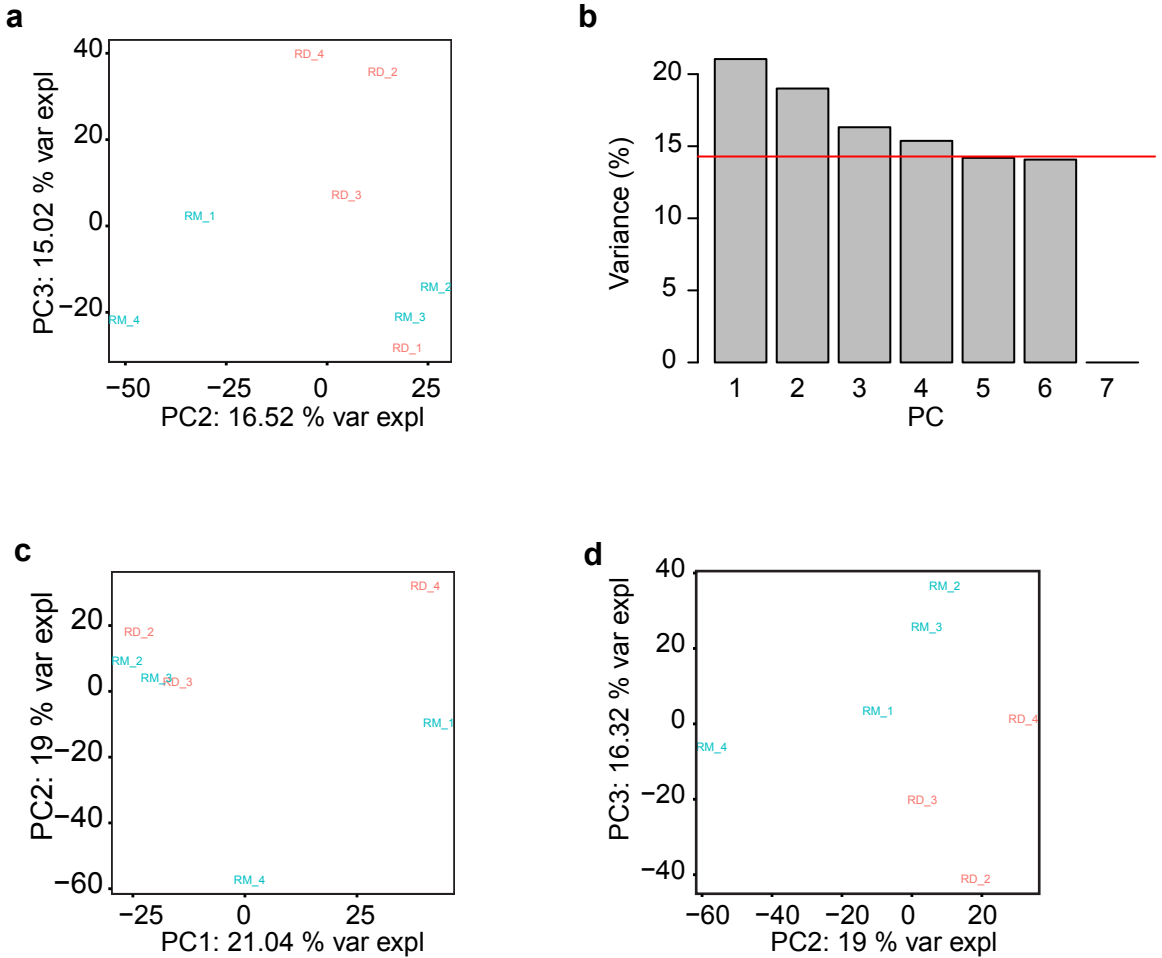 a
PC3: 15.02 % var expl
40
20
0
−20
RD_4
RD_2
RD_3
RM_1
RM_2
RM_3
RM_4
RD_1
−50 −25 0 25
PC2: 16.52 % var expl
b
Variance (%)
20
15
10
5
0
1 2 3 4 5 6 7
PC
c
PC2: 19 % var expl
20
0
−20
−40
−60
RD_4
RD_2
RM_2
RM_3
RD_3
RM_1
RM_4
−25 0 25
PC1: 21.04 % var expl
d
PC3: 16.32 % var expl
40
20
0
−20
−40
RM_2
RM_3
RM_1
RD_4
RM_4
RD_3
RD_2
−60 −40 −20 0 20
PC2: 19 % var expl